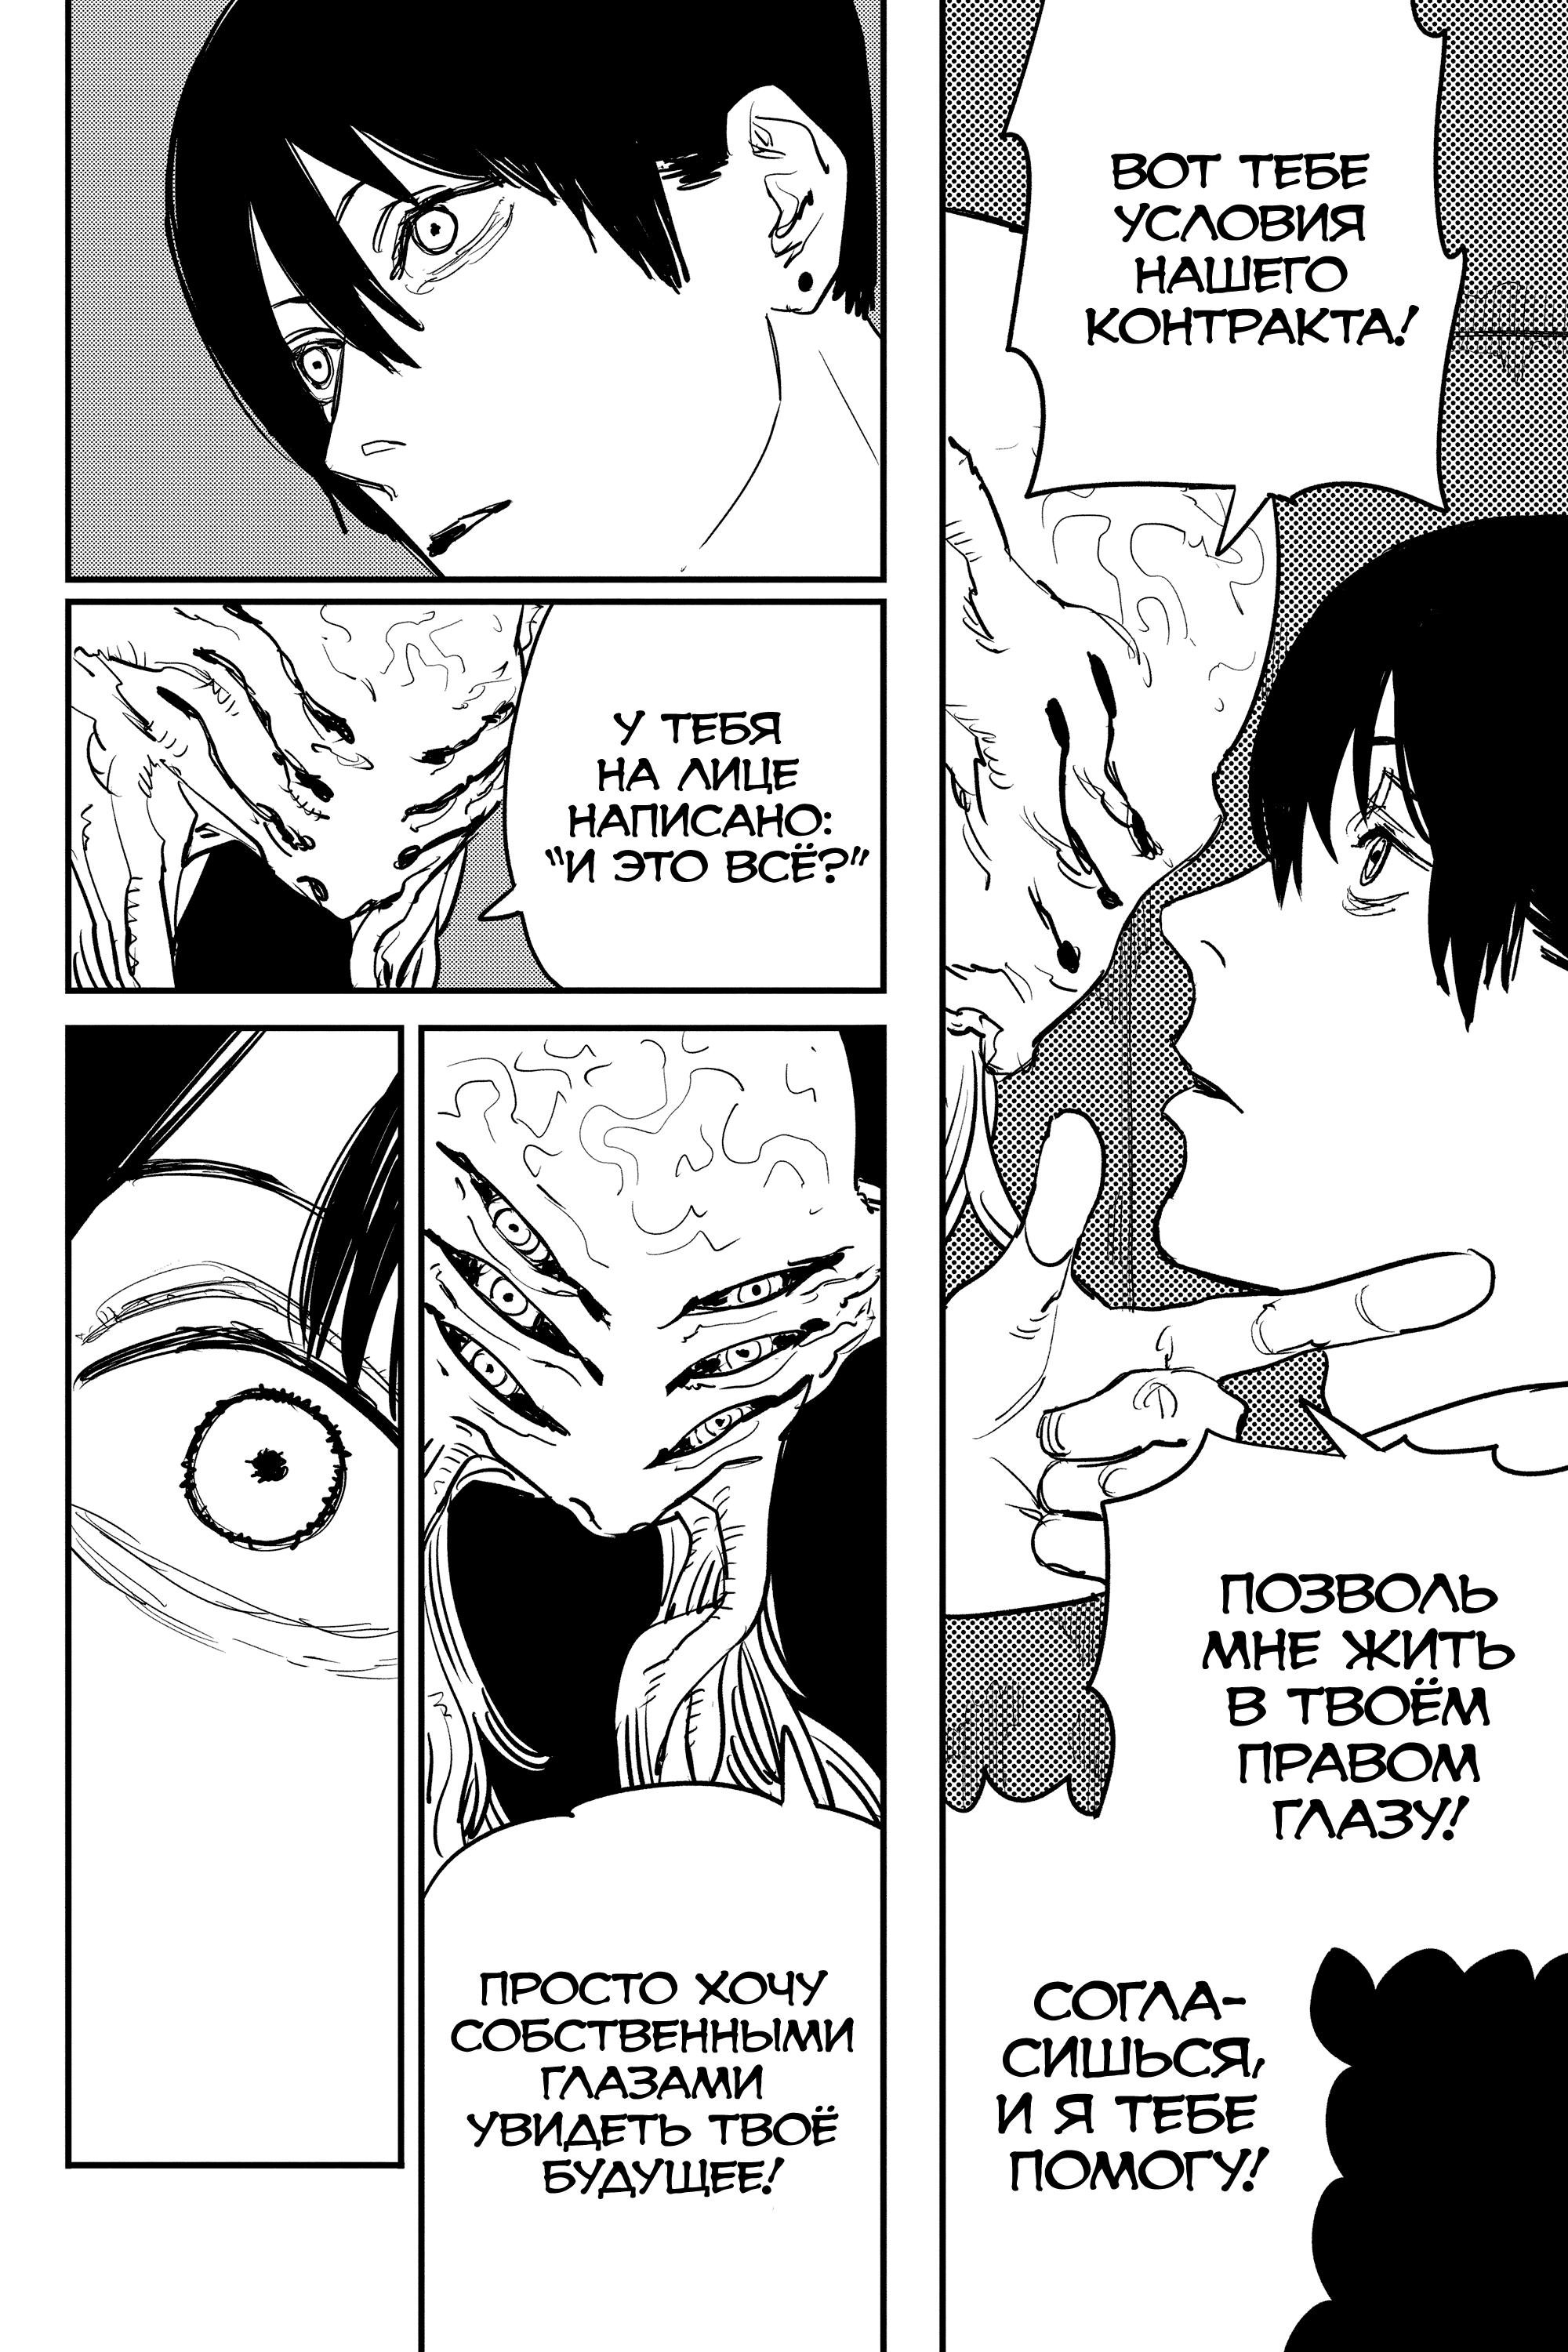 ВОТ ТЕБЕ
УСЛОВИЯ
НАШЕГО
КОНТРАКТА!
ПОЗВОЛЬ
МНЕ ЖИТЬ
В ТВОЁМ
ПРАВОМ
ГЛАЗУ!
СОГЛА-
СИШЬСЯ,
И Я ТЕБЕ
ПОМОГУ!
У ТЕБЯ
НА ЛИЦЕ
НАПИСАНО:
"И ЭТО ВСЁ?"
ПРОСТО ХОЧУ
СОБСТВЕННЫМИ
ГЛАЗАМИ
УВИДЕТЬ ТВОЁ
БУДУЩЕЕ!